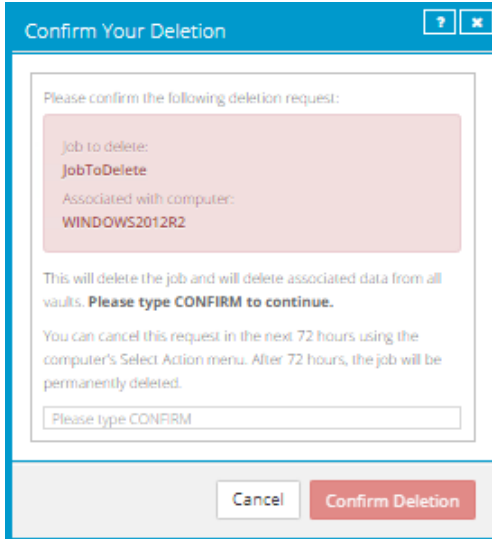 Confirm Your Deletion
? ×
Please confirm the following deletion request:
Job to delete:
JobToDelete
Associated with computer:
WINDOWS2012R2
This will delete the job and will delete associated data from all
vaults. Please type CONFIRM to continue.
You can cancel this request in the next 72 hours using the
computer's Select Action menu. After 72 hours, the job will be
permanently deleted.
Please type CONFIRM
Cancel
Confirm Deletion